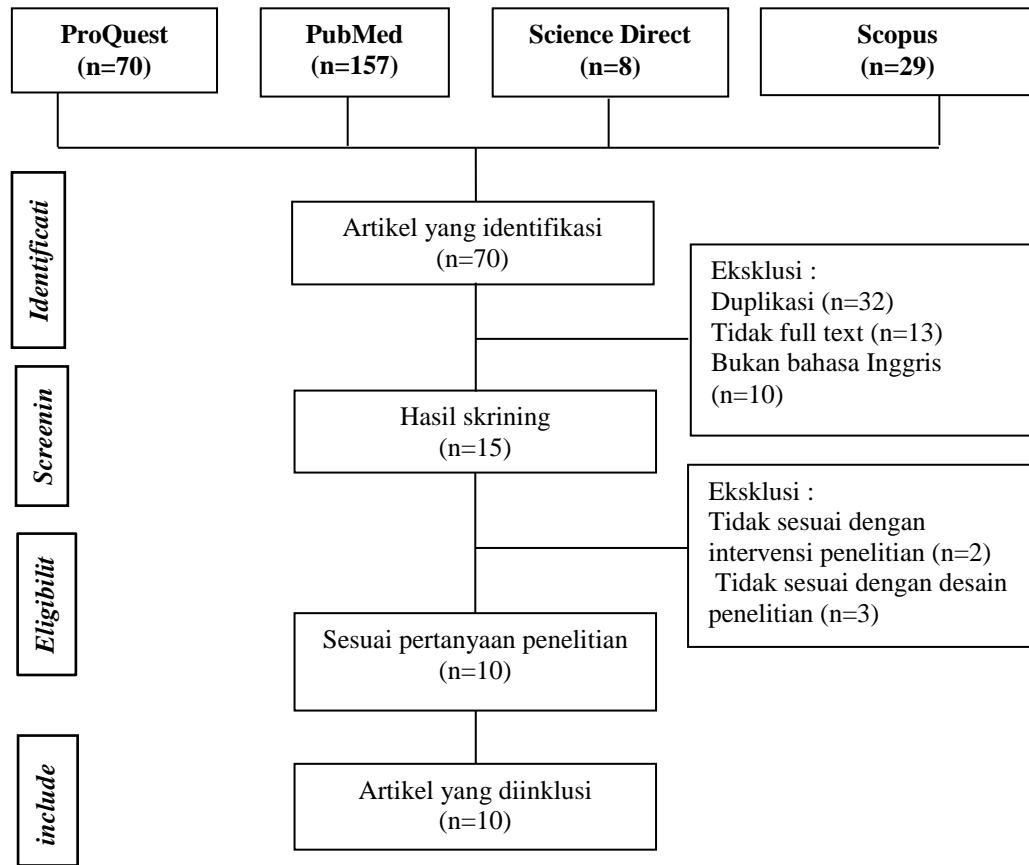 ProQuest
(n=70)
PubMed
(n=157)
Science Direct
(n=8)
Scopus
(n=29)
Identificati
Artikel yang identifikasi
(n=70)
Eksklusi :
Duplikasi (n=32)
Tidak full text (n=13)
Bukan bahasa Inggris
(n=10)
Screenin
Hasil skrining
(n=15)
Eksklusi :
Tidak sesuai dengan
intervensi penelitian (n=2)
Tidak sesuai dengan desain
penelitian (n=3)
Eligibilit
Sesuai pertanyaan penelitian
(n=10)
include
Artikel yang diinklusi
(n=10)